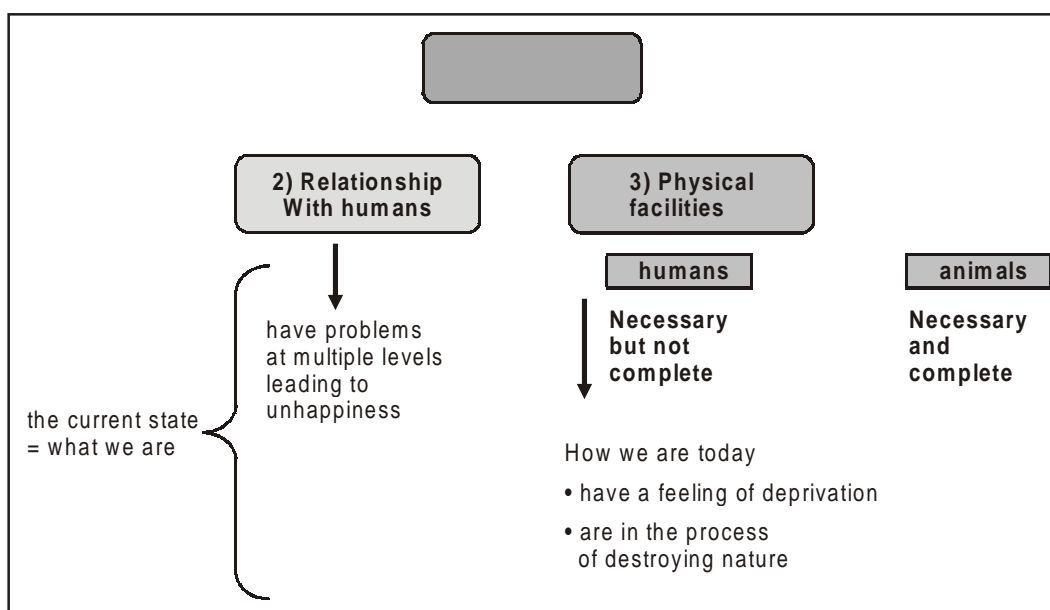 2) Relationship
With humans
3) Physical
facilities
humans
animals
have problems
at multiple levels
leading to
unhappiness
Necessary
but not
complete
Necessary
and
complete
the current state
= what we are
How we are today
• have a feeling of deprivation
• are in the process
of destroying nature